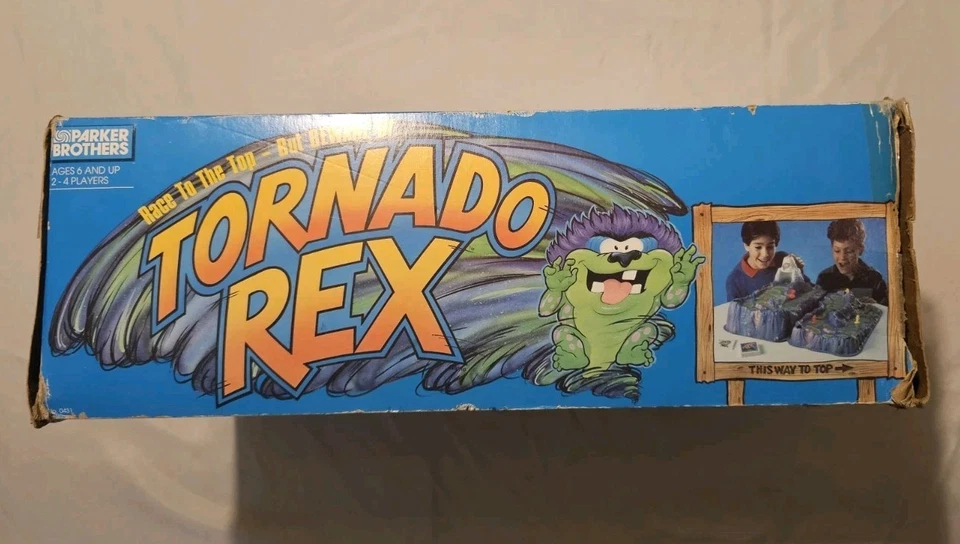 PARKER
BROTHERS
AGES 6 AND UP
2-4 PLAYERS
Race To The Top - But
TORNADO
REX
THIS WAY TO TOP